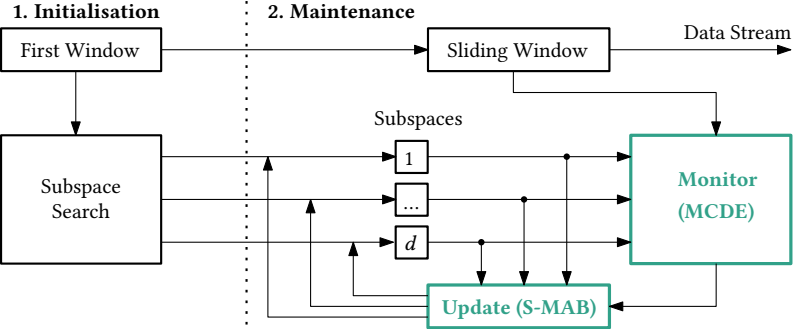 1. Initialisation
2. Maintenance
First Window
Sliding Window
Data Stream
Subspaces
Subspace
Search
1
...
d
Monitor
(MCDE)
Update (S-MAB)